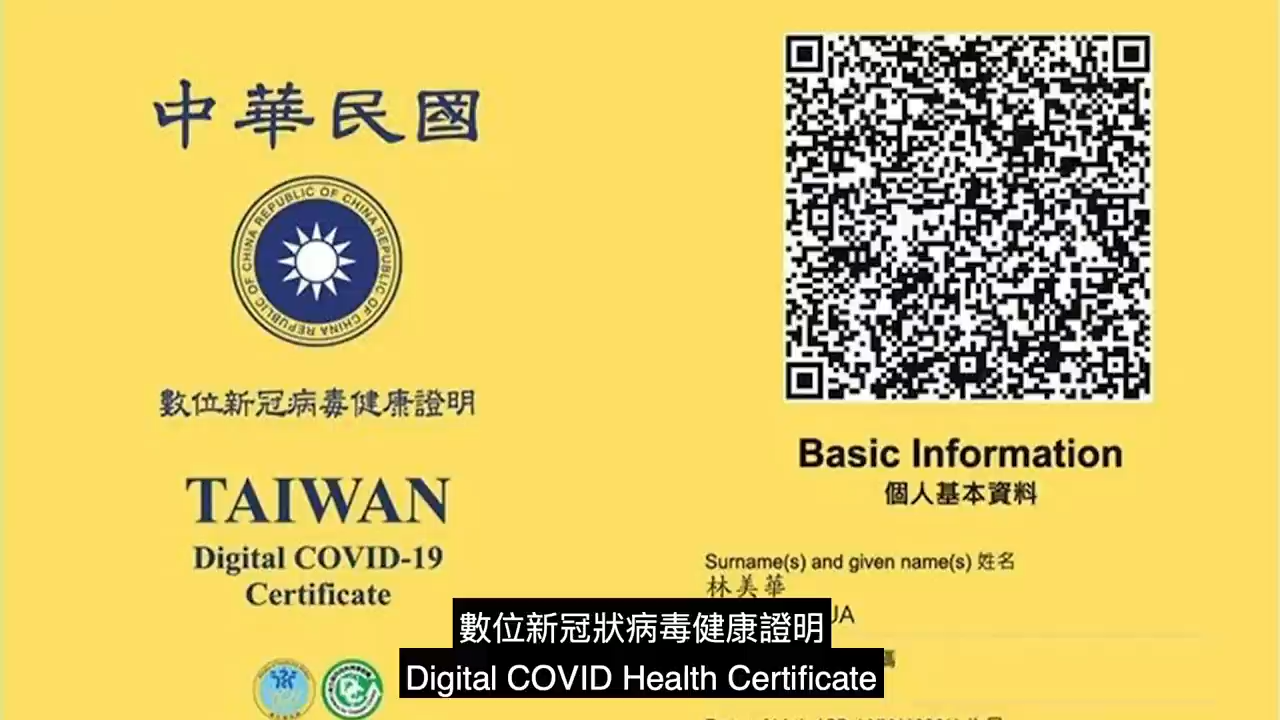 中華民國
REPUBLIC OF CHINA REPUBLIC OF CHINA REPUBLIC OF CHINA
數位新冠病毒健康證明
TAIWAN
Digital COVID-19
Certificate
Basic Information
個人基本資料
Surname(s) and given name(s) 姓名
林美華
數位新冠狀病毒健康證明
Digital COVID Health Certificate